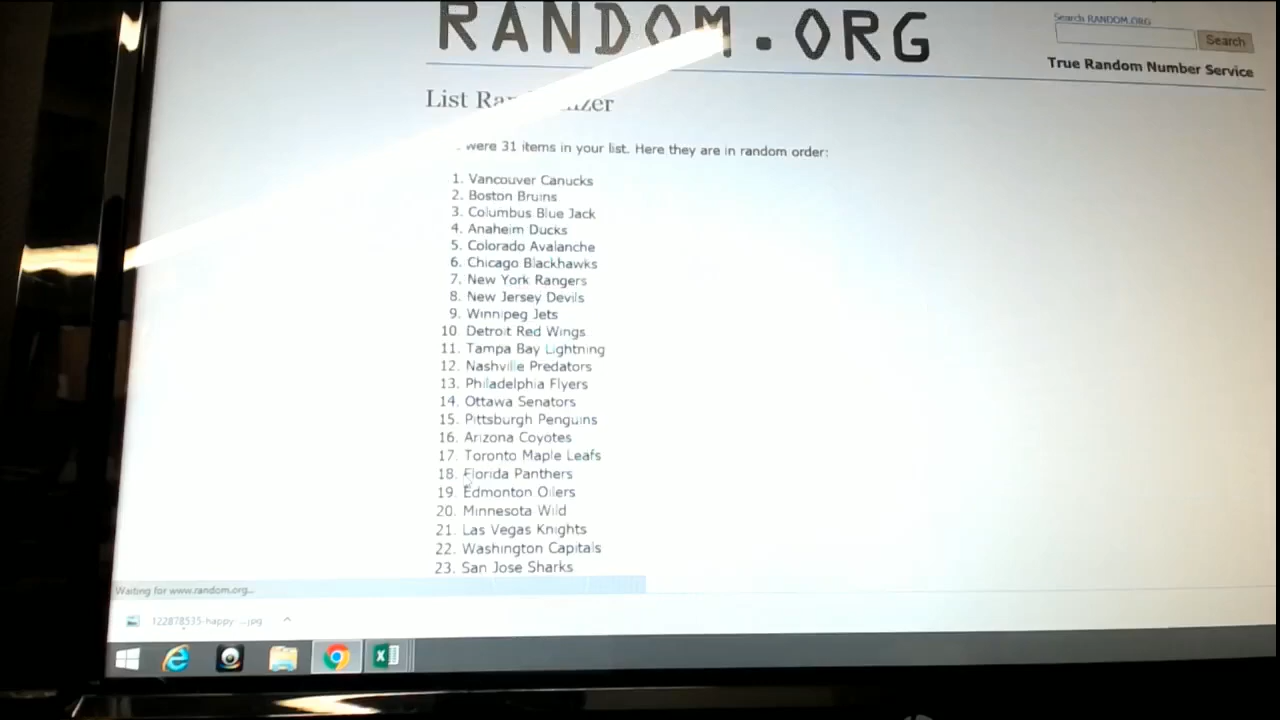 RANDOM.ORG
Search RANDOM.ORG
Search
True Random Number Service
List
were 31 items in your list. Here they are in random order:
1. Vancouver Canucks
2. Boston Bruins
3. Columbus Blue Jack
4. Anaheim Ducks
5. Colorado Avalanche
6. Chicago Blackhawks
7. New York Rangers
8. New Jersey Devils
9. Winnipeg Jets
10 Detroit Red Wings
11. Tampa Bay Lightning
12. Nashville Predators
13. Philadelphia Flyers
14. Ottawa Senators
15. Pittsburgh Penguins
16. Arizona Coyotes
17. Toronto Maple Leafs
18. Florida Panthers
19. Edmonton Oilers
20. Minnesota Wild
21. Las Vegas Knights
22. Washington Capitals
23. San Jose Sharks
Waiting for www.random.org...
122878535-happy-...jpg